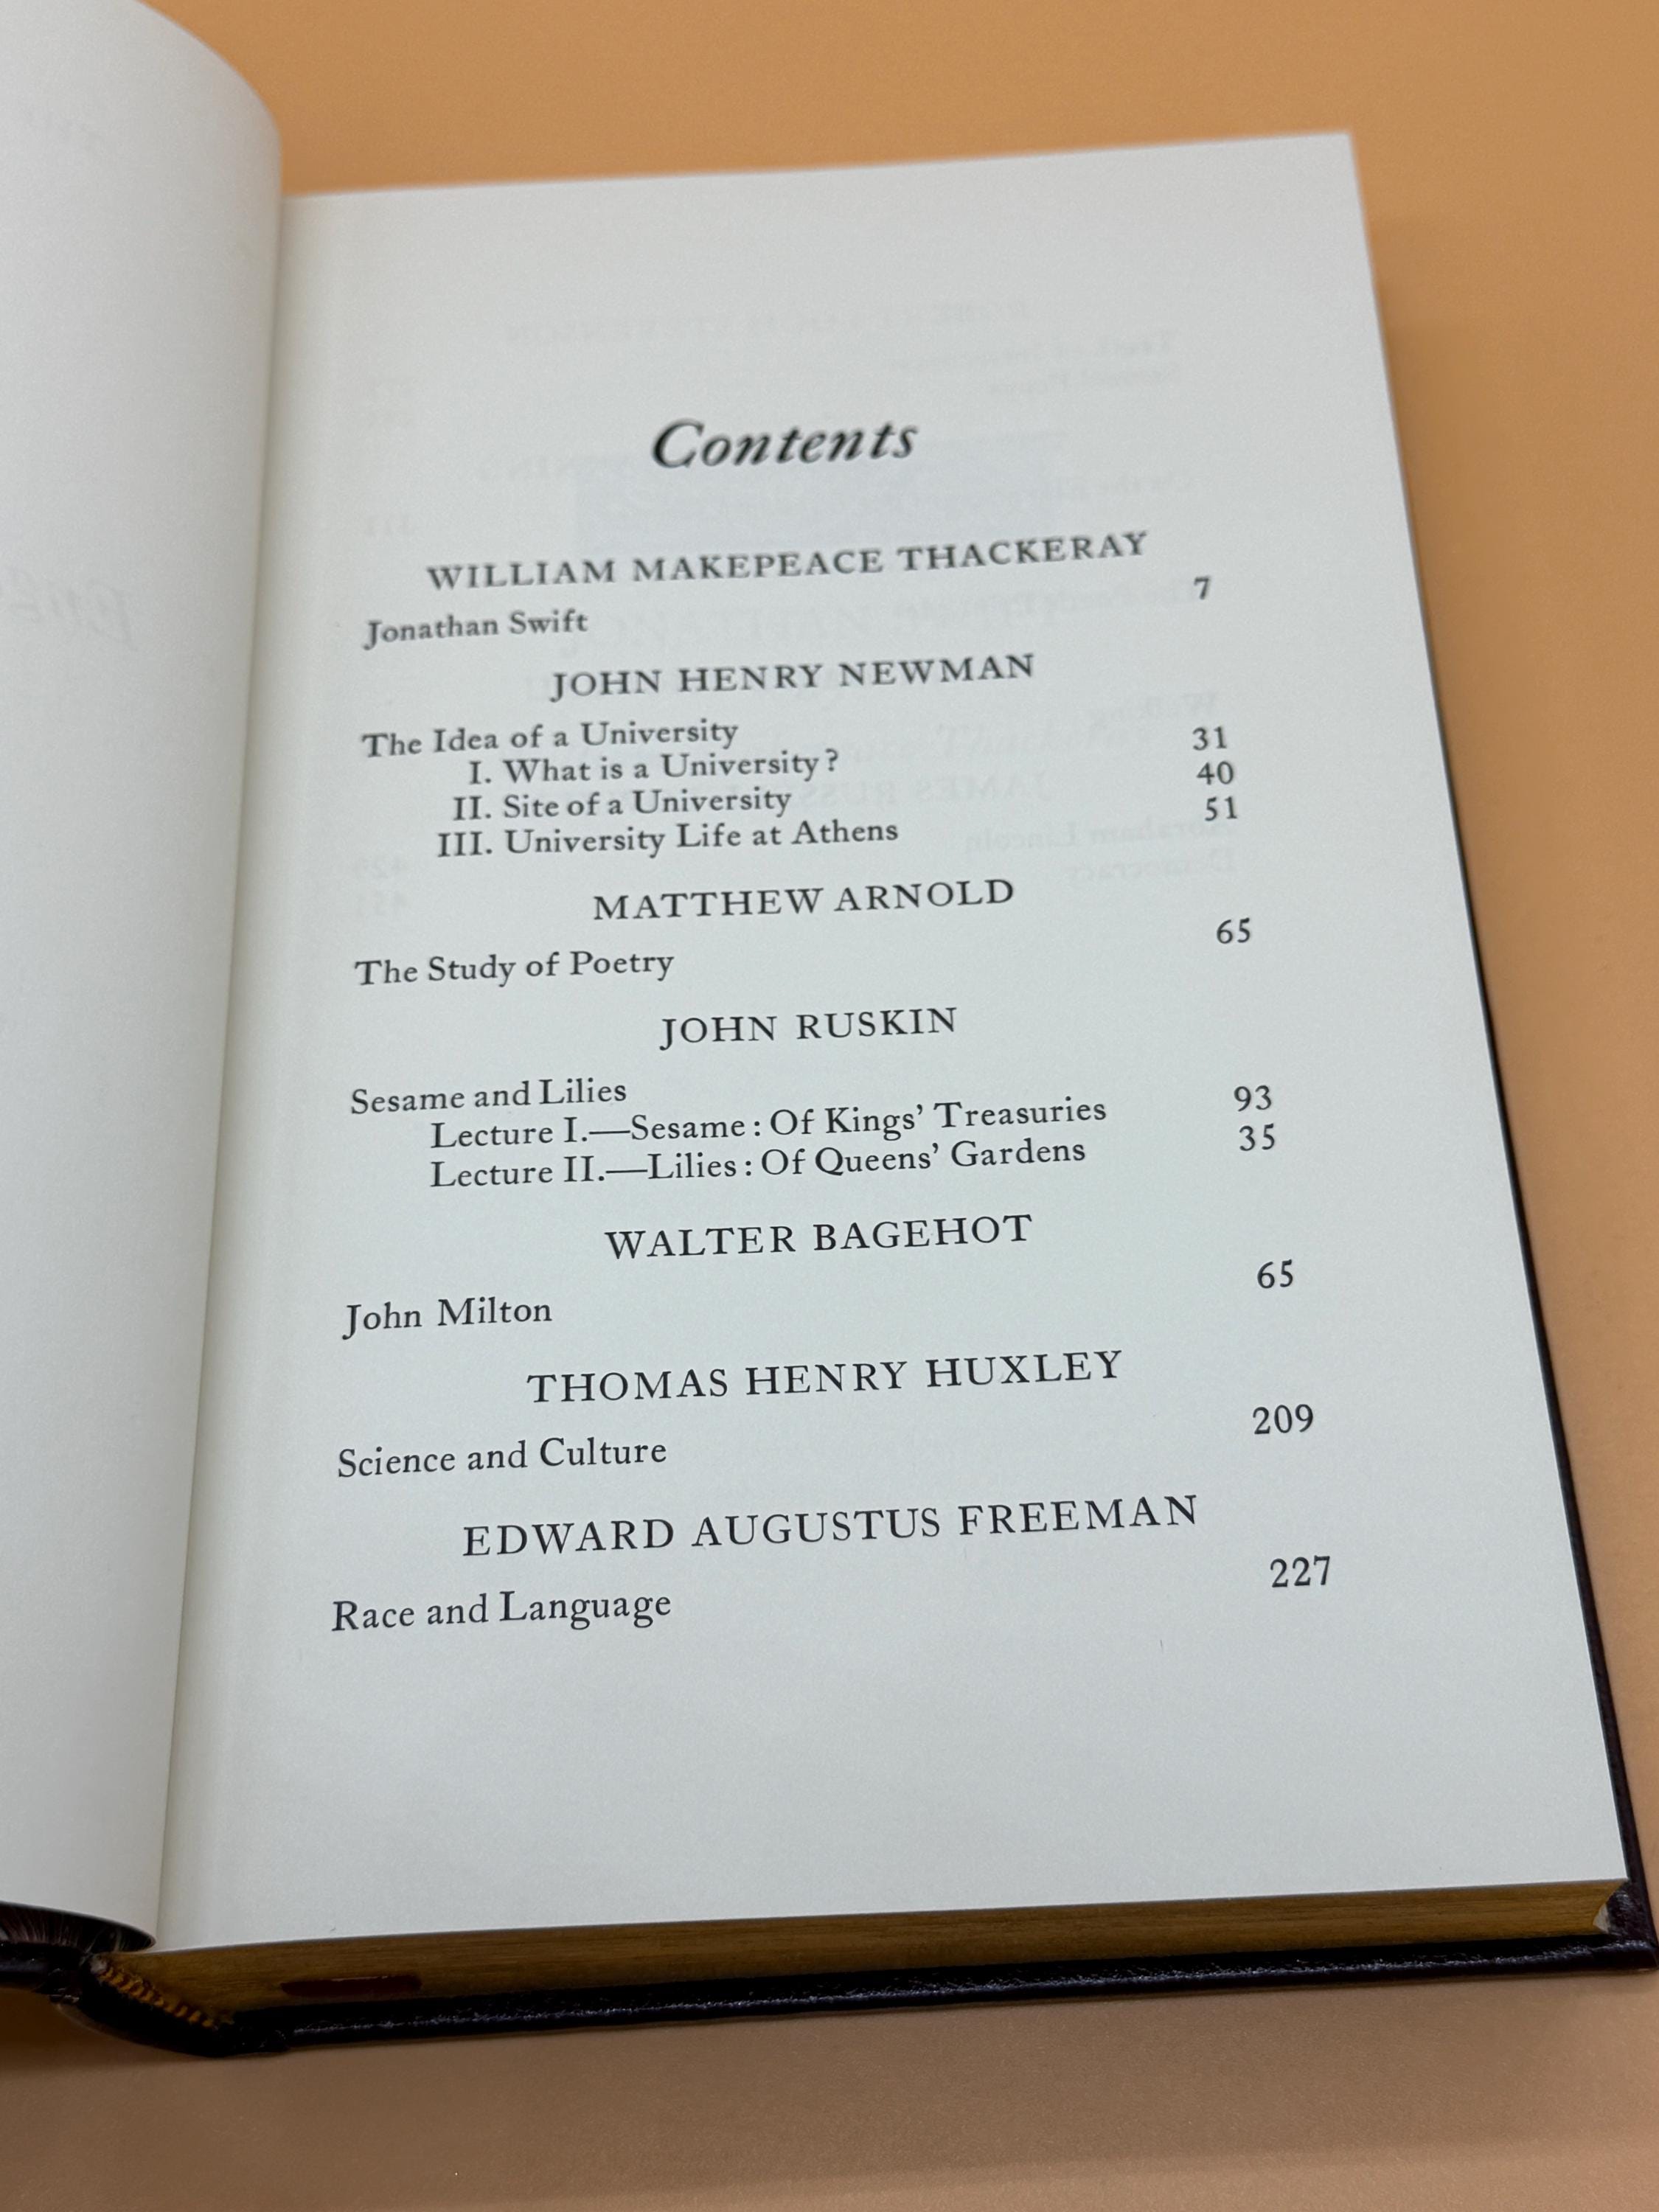 Contents
WILLIAM MAKEPEACE THACKERAY
Jonathan Swift 7
JOHN HENRY NEWMAN
The Idea of a University
I. What is a University? 31
II. Site of a University 40
III. University Life at Athens 51
MATTHEW ARNOLD
The Study of Poetry 65
JOHN RUSKIN
Sesame and Lilies
Lecture I.—Sesame: Of Kings' Treasuries 93
Lecture II.—Lilies: Of Queens' Gardens 35
WALTER BAGEHOT
John Milton 65
THOMAS HENRY HUXLEY
Science and Culture 209
EDWARD AUGUSTUS FREEMAN
Race and Language 227